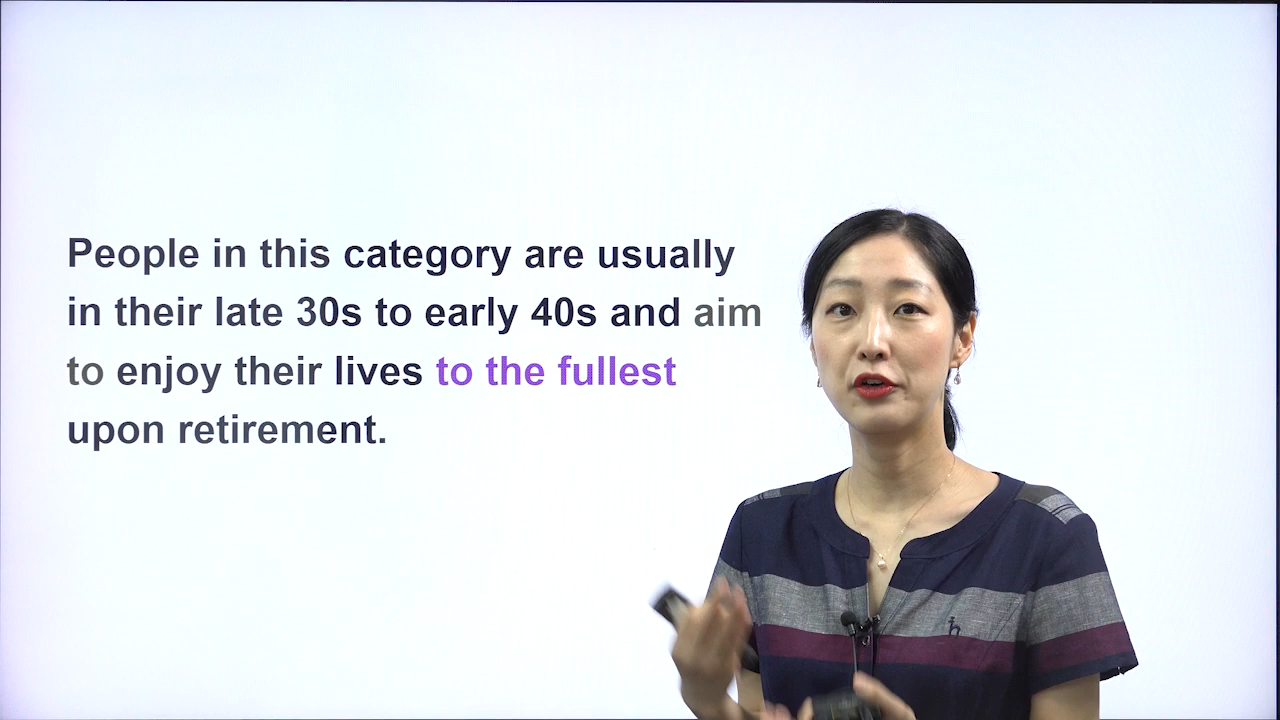 People in this category are usually
in their late 30s to early 40s and aim
to enjoy their lives to the fullest
upon retirement.